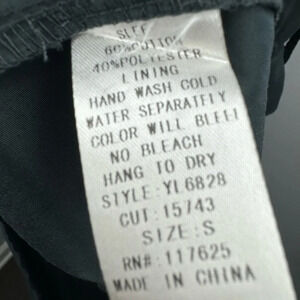 60%COTTON
40%POLYESTER
LINING
HAND WASH COLD
WATER SEPARATELY
COLOR WILL BLEE
NO BLEACH
HANG TO DRY
STYLE:YL6828
CUT:15743
SIZE:S
RN#:117625
MADE IN CHINA